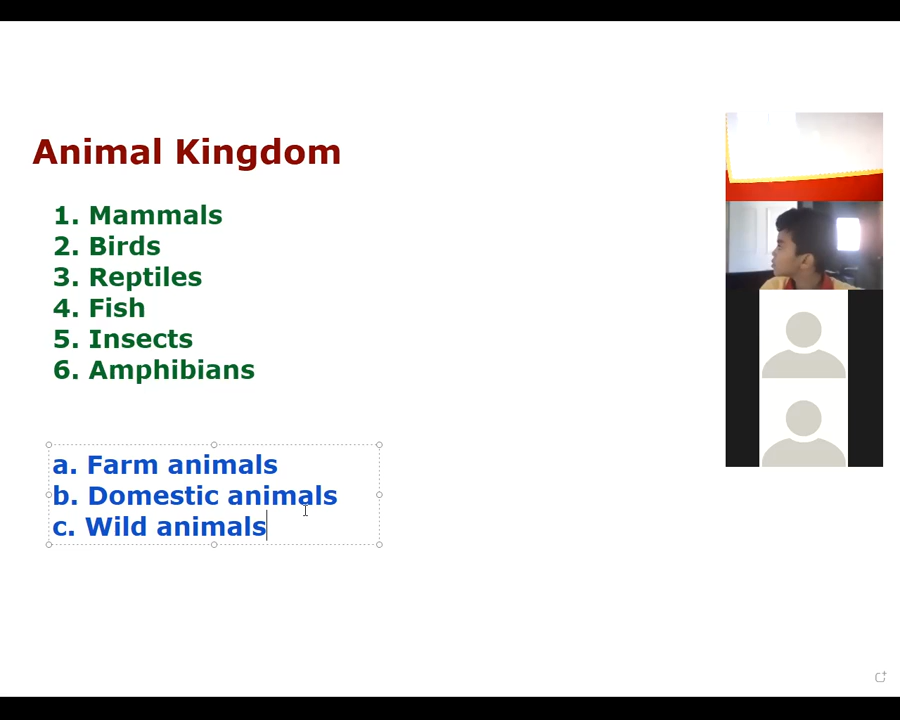 Animal Kingdom
1. Mammals
2. Birds
3. Reptiles
4. Fish
5. Insects
6. Amphibians
a. Farm animals
b. Domestic animals
c. Wild animals